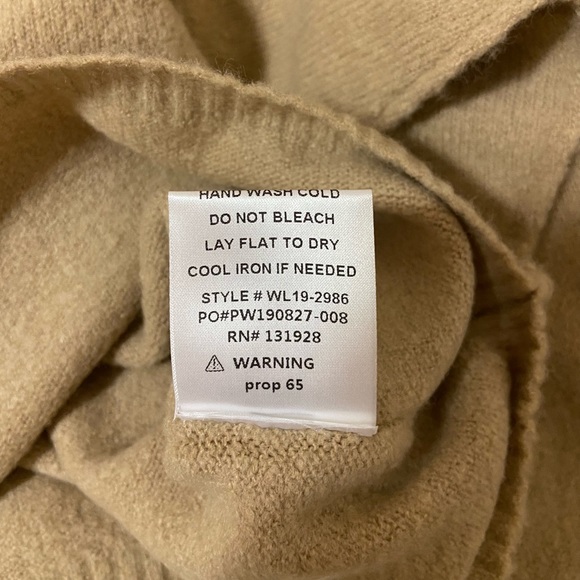 HAND WASH COLD
DO NOT BLEACH
LAY FLAT TO DRY
COOL IRON IF NEEDED
STYLE # WL19-2986
PO#PW190827-008
RN# 131928
⚠ WARNING
prop 65